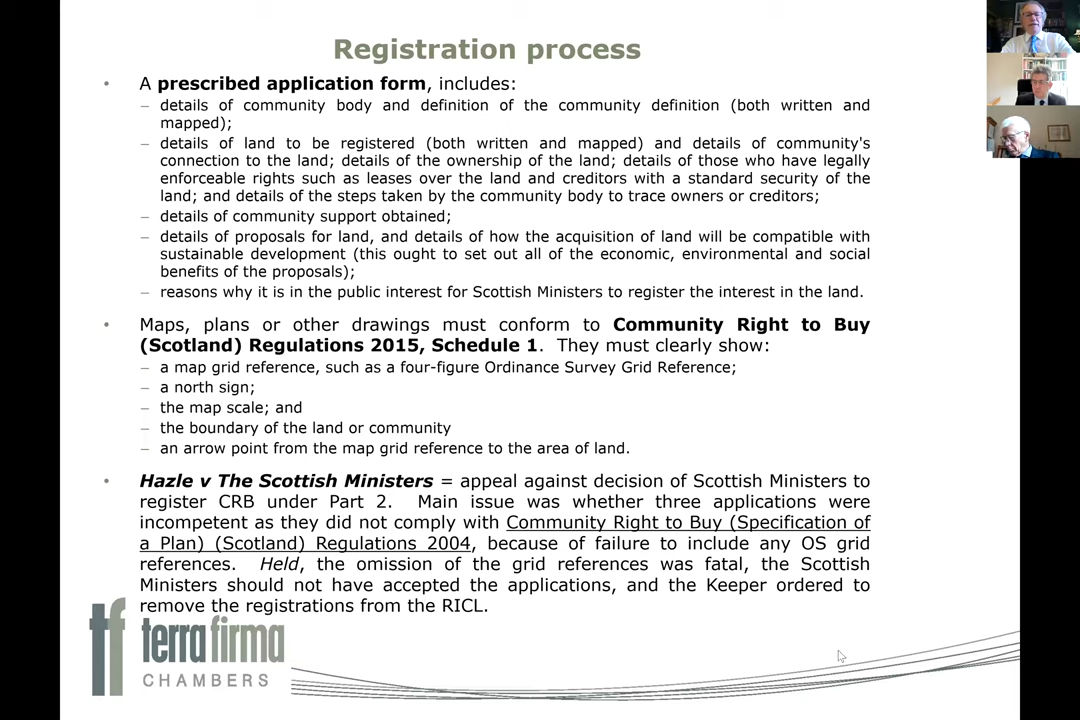 Registration process
• A prescribed application form, includes:
– details of community body and definition of the community definition (both written and
mapped);
– details of land to be registered (both written and mapped) and details of community's
connection to the land; details of the ownership of the land; details of those who have legally
enforceable rights such as leases over the land and creditors with a standard security of the
land; and details of the steps taken by the community body to trace owners or creditors;
– details of community support obtained;
– details of proposals for land, and details of how the acquisition of land will be compatible with
sustainable development (this ought to set out all of the economic, environmental and social
benefits of the proposals);
– reasons why it is in the public interest for Scottish Ministers to register the interest in the land.
• Maps, plans or other drawings must conform to Community Right to Buy
(Scotland) Regulations 2015, Schedule 1. They must clearly show:
– a map grid reference, such as a four-figure Ordinance Survey Grid Reference;
– a north sign;
– the map scale; and
– the boundary of the land or community
– an arrow point from the map grid reference to the area of land.
• Hazle v The Scottish Ministers = appeal against decision of Scottish Ministers to
register CRB under Part 2. Main issue was whether three applications were
incompetent as they did not comply with Community Right to Buy (Specification of
a Plan) (Scotland) Regulations 2004, because of failure to include any OS grid
references. Held, the omission of the grid references was fatal, the Scottish
Ministers should not have accepted the applications, and the Keeper ordered to
remove the registrations from the RICL.
tf terra firma
CHAMBERS